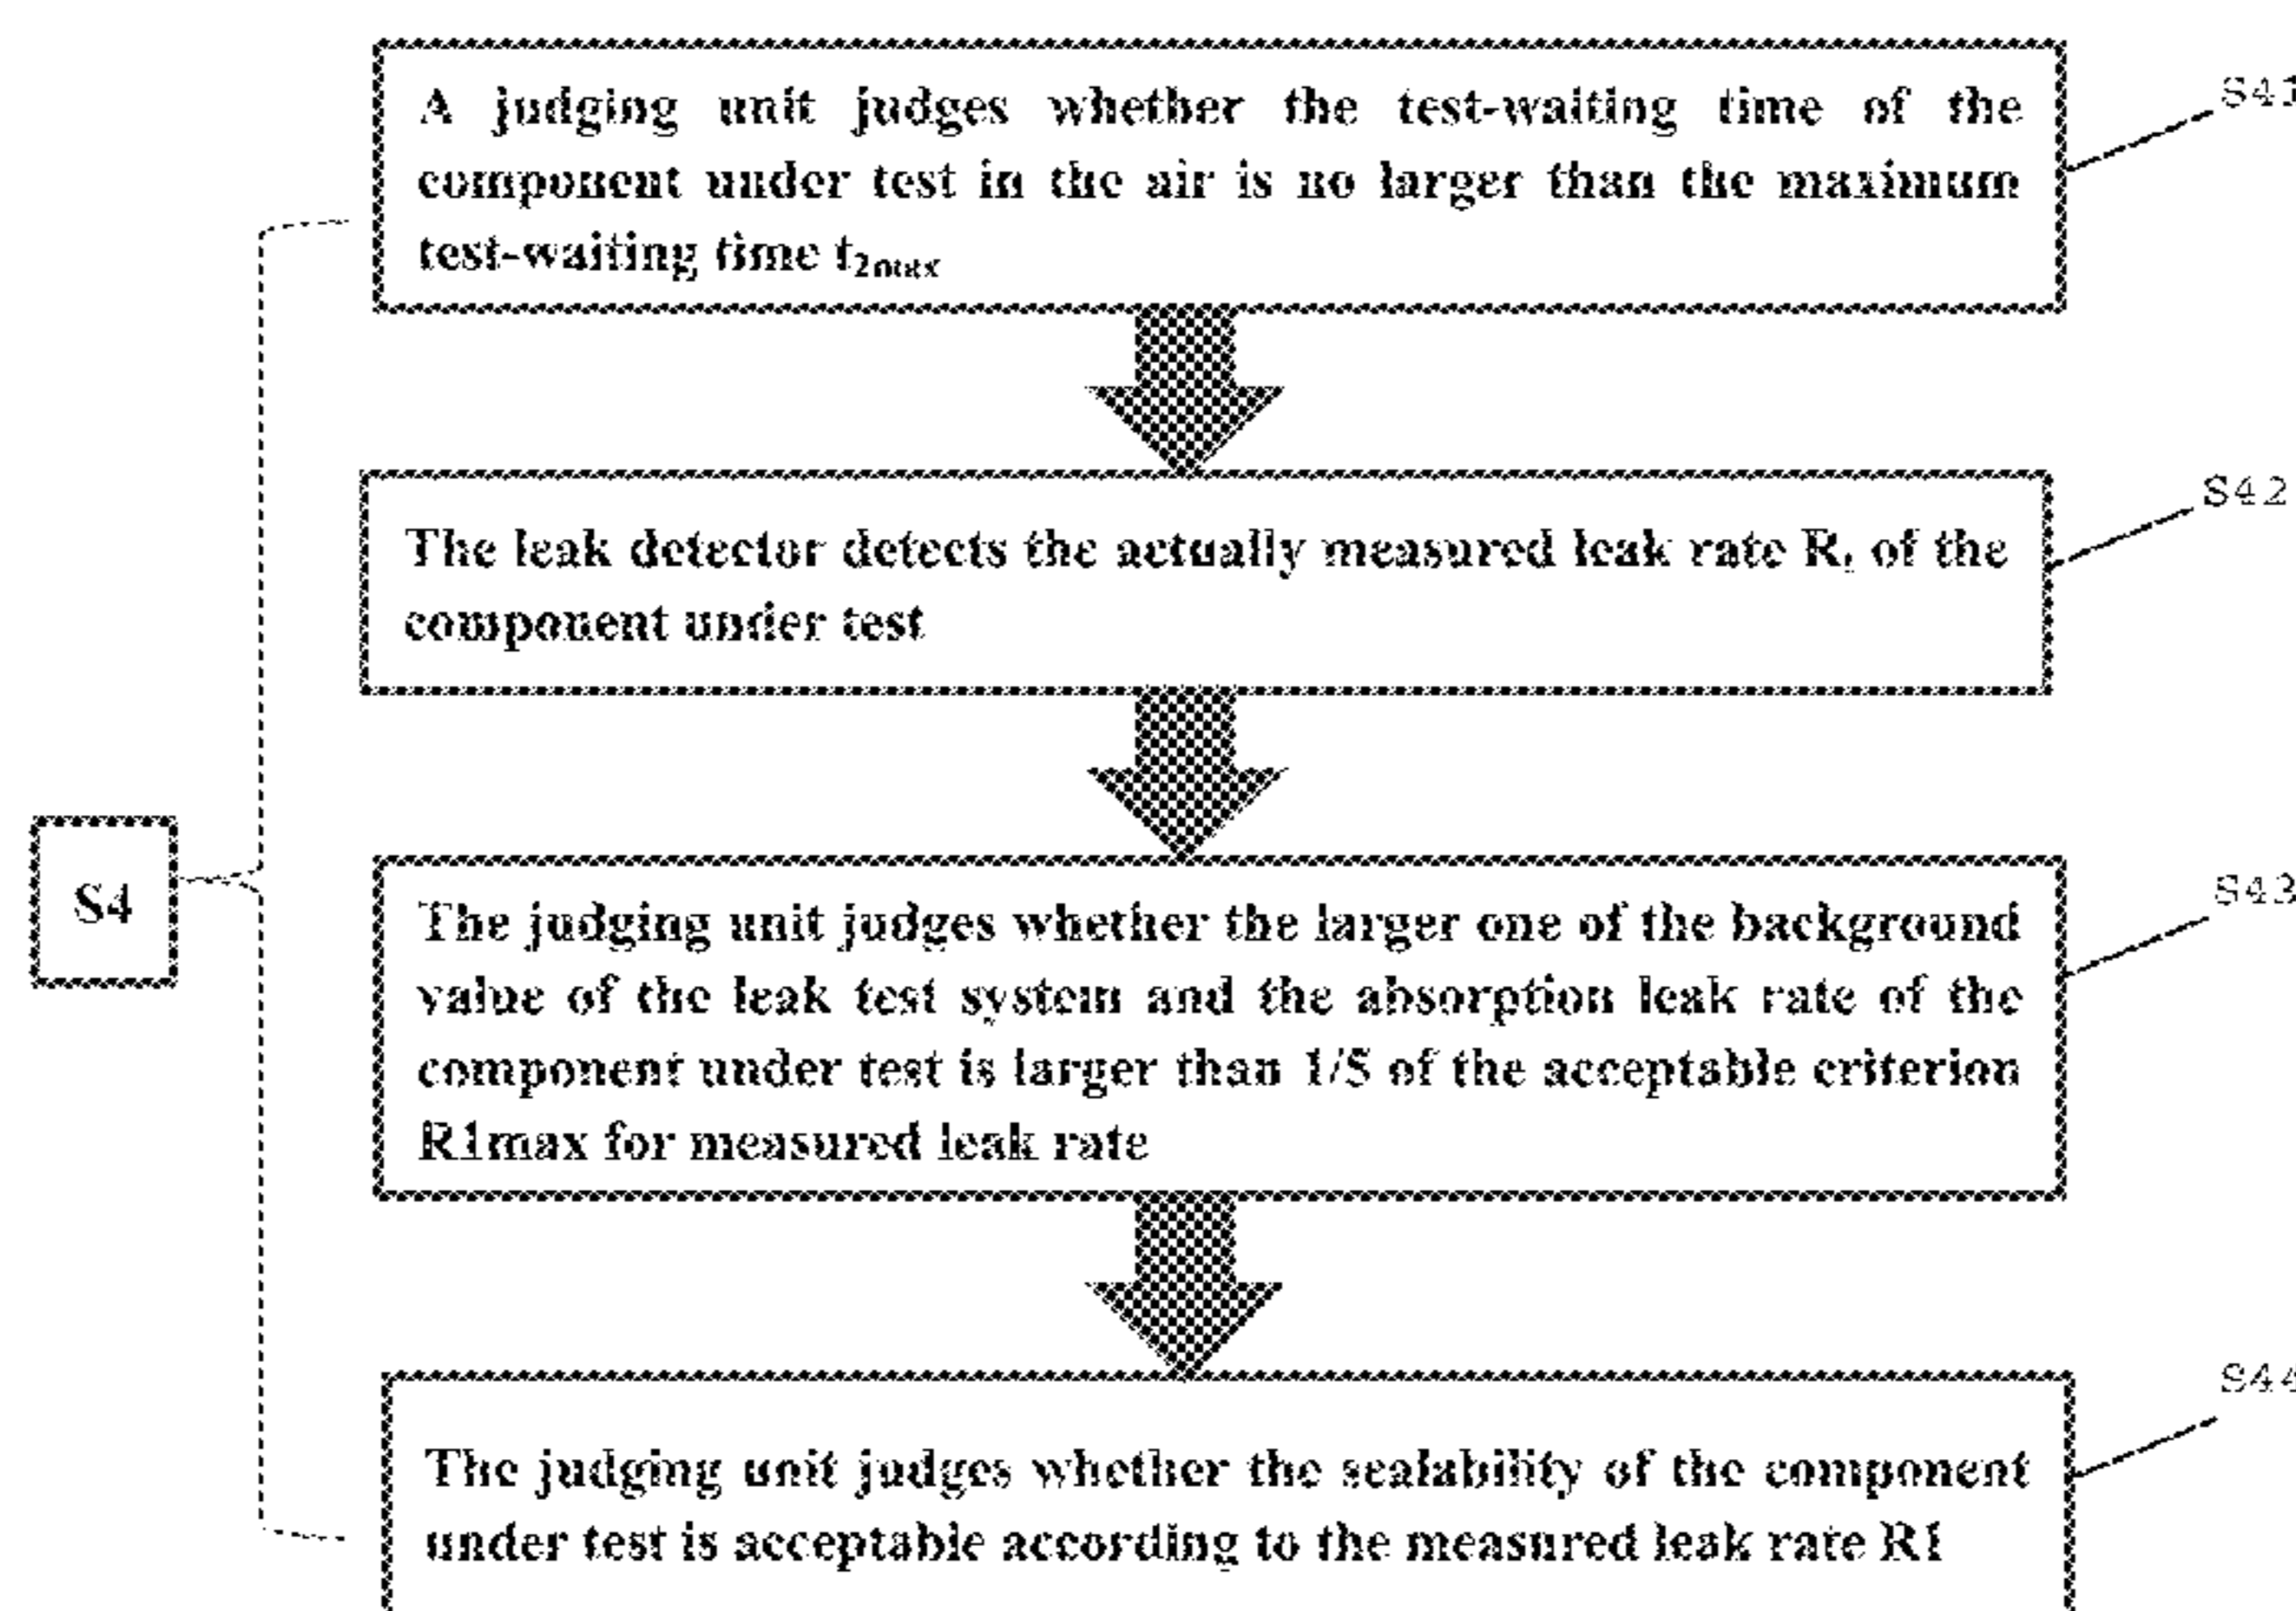 A judging unit judges whether the test-waiting time of the
component under test in the air is no larger than the maximum
test-waiting time t2max
S41
The leak detector detects the actually measured leak rate R1 of the
component under test
S42
S4
The judging unit judges whether the larger one of the background
value of the leak test system and the absorption leak rate of the
component under test is larger than 1/5 of the acceptable criterion
R1max for measured leak rate
S43
The judging unit judges whether the sealability of the component
under test is acceptable according to the measured leak rate R1
S44